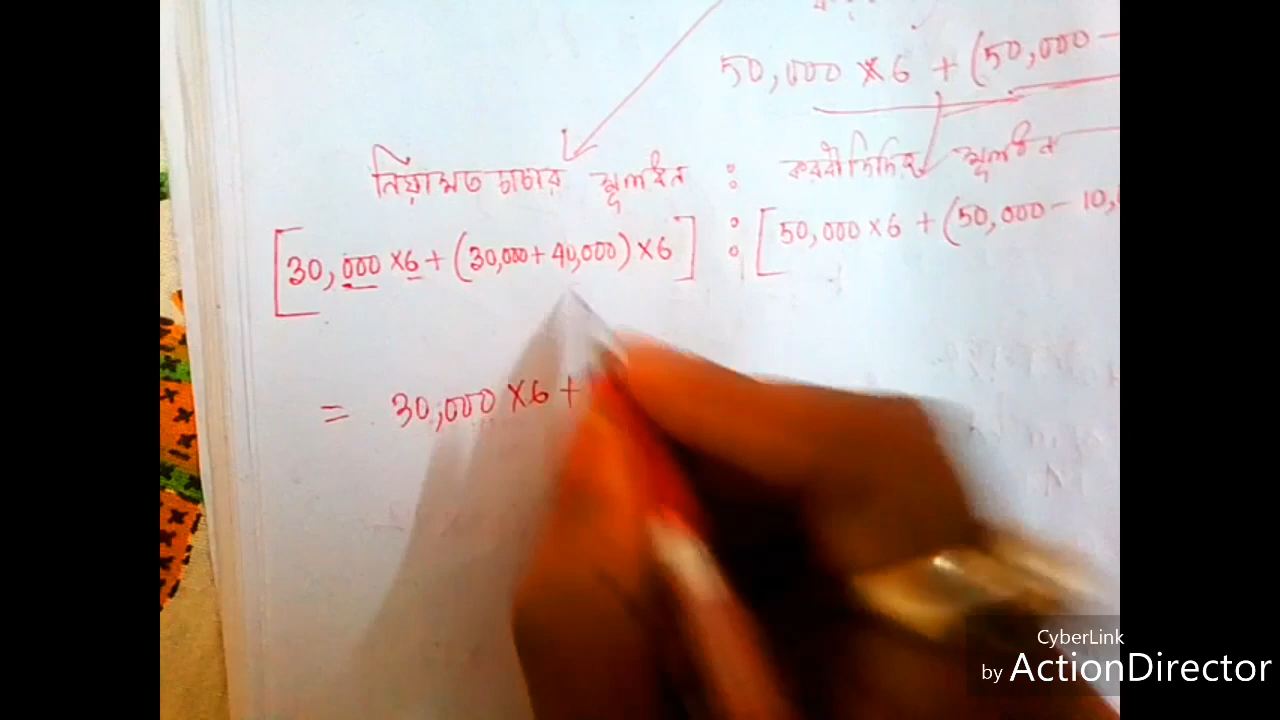 50,000 × 6 + (50,000 -
নিয়ামত চাচার মূলধন : করবীদিদির মূলধন
[30,000 × 6 + (30,000 + 40,000) × 6] : [50,000 × 6 + (50,000 - 10,
= 30,000 × 6 +
CyberLink
by ActionDirector